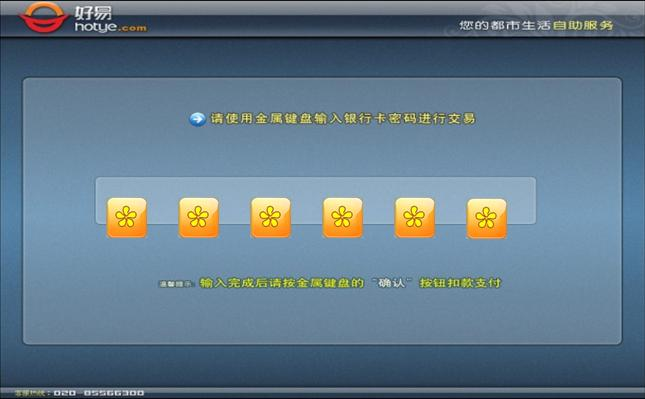 好易
hotye.com
您的都市生活自助服务
请使用金属键盘输入银行卡密码进行交易
温馨提示: 输入完成后请按金属键盘的“确认”按钮扣款支付
客服热线：020-85566300